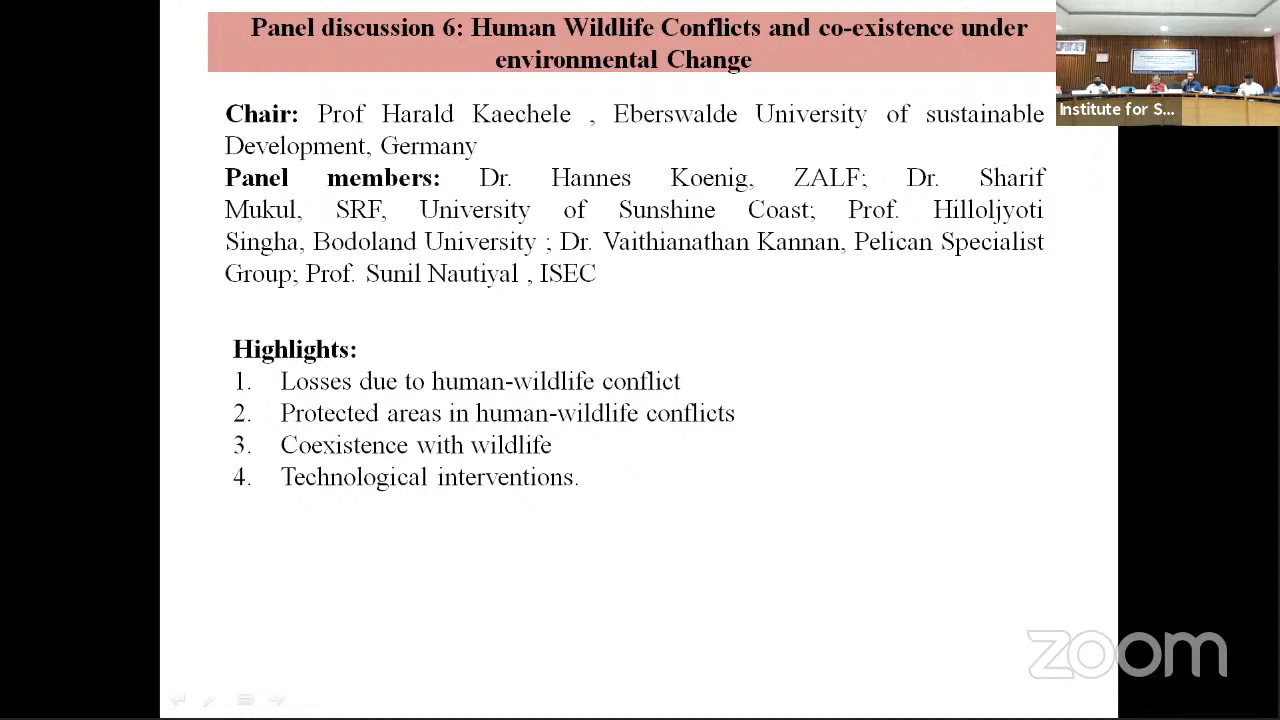 Panel discussion 6: Human Wildlife Conflicts and co-existence under
environmental Change
Chair: Prof Harald Kaechele , Eberswalde University of sustainable
Development, Germany
Panel members: Dr. Hannes Koenig, ZALF; Dr. Sharif
Mukul, SRF, University of Sunshine Coast; Prof. Hilloljyoti
Singha, Bodoland University ; Dr. Vaithianathan Kannan, Pelican Specialist
Group; Prof. Sunil Nautiyal , ISEC
Highlights:
1. Losses due to human-wildlife conflict
2. Protected areas in human-wildlife conflicts
3. Coexistence with wildlife
4. Technological interventions.
Institute for S...
zoom